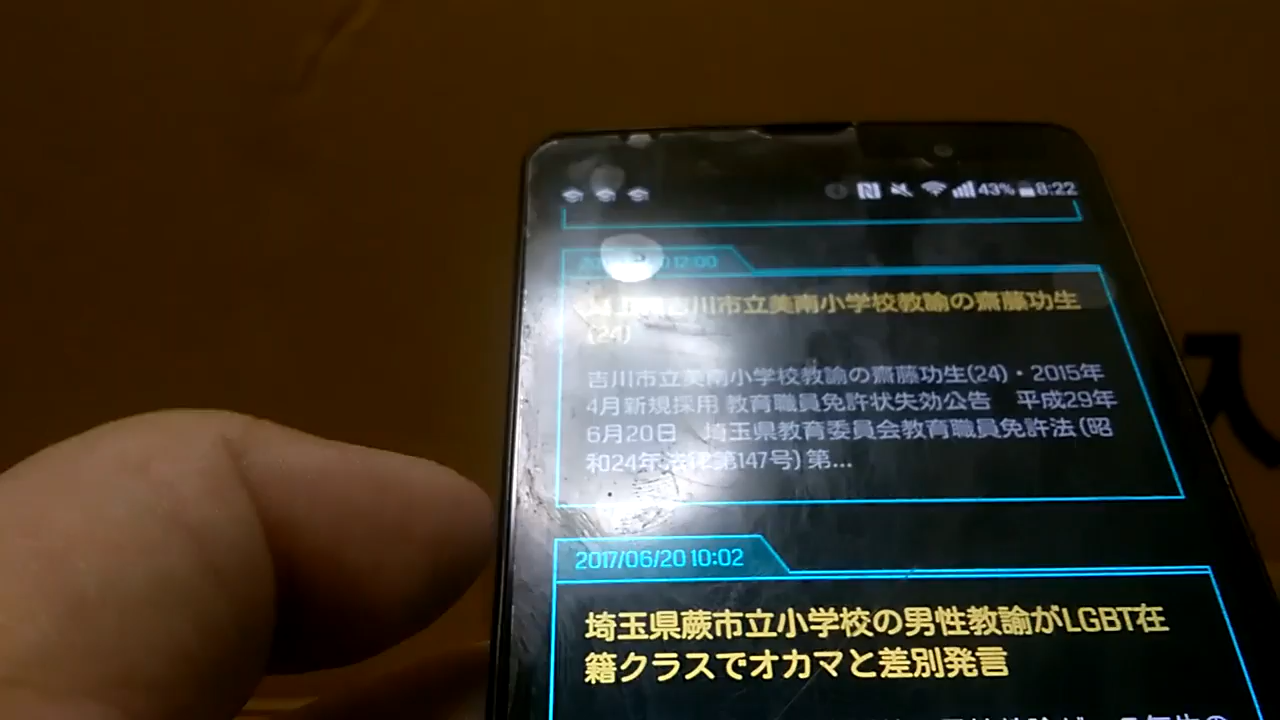 43% 8:22
12:00
吉川市立美南小学校教諭の齋藤功生
(24)
吉川市立美南小学校教諭の齋藤功生(24)・2015年
4月新規採用 教育職員免許状失効公告 平成29年
6月20日 埼玉県教育委員会教育職員免許法(昭
和24年法律第147号) 第...
2017/06/20 10:02
埼玉県蕨市立小学校の男性教諭がLGBT在
籍クラスでオカマと差別発言